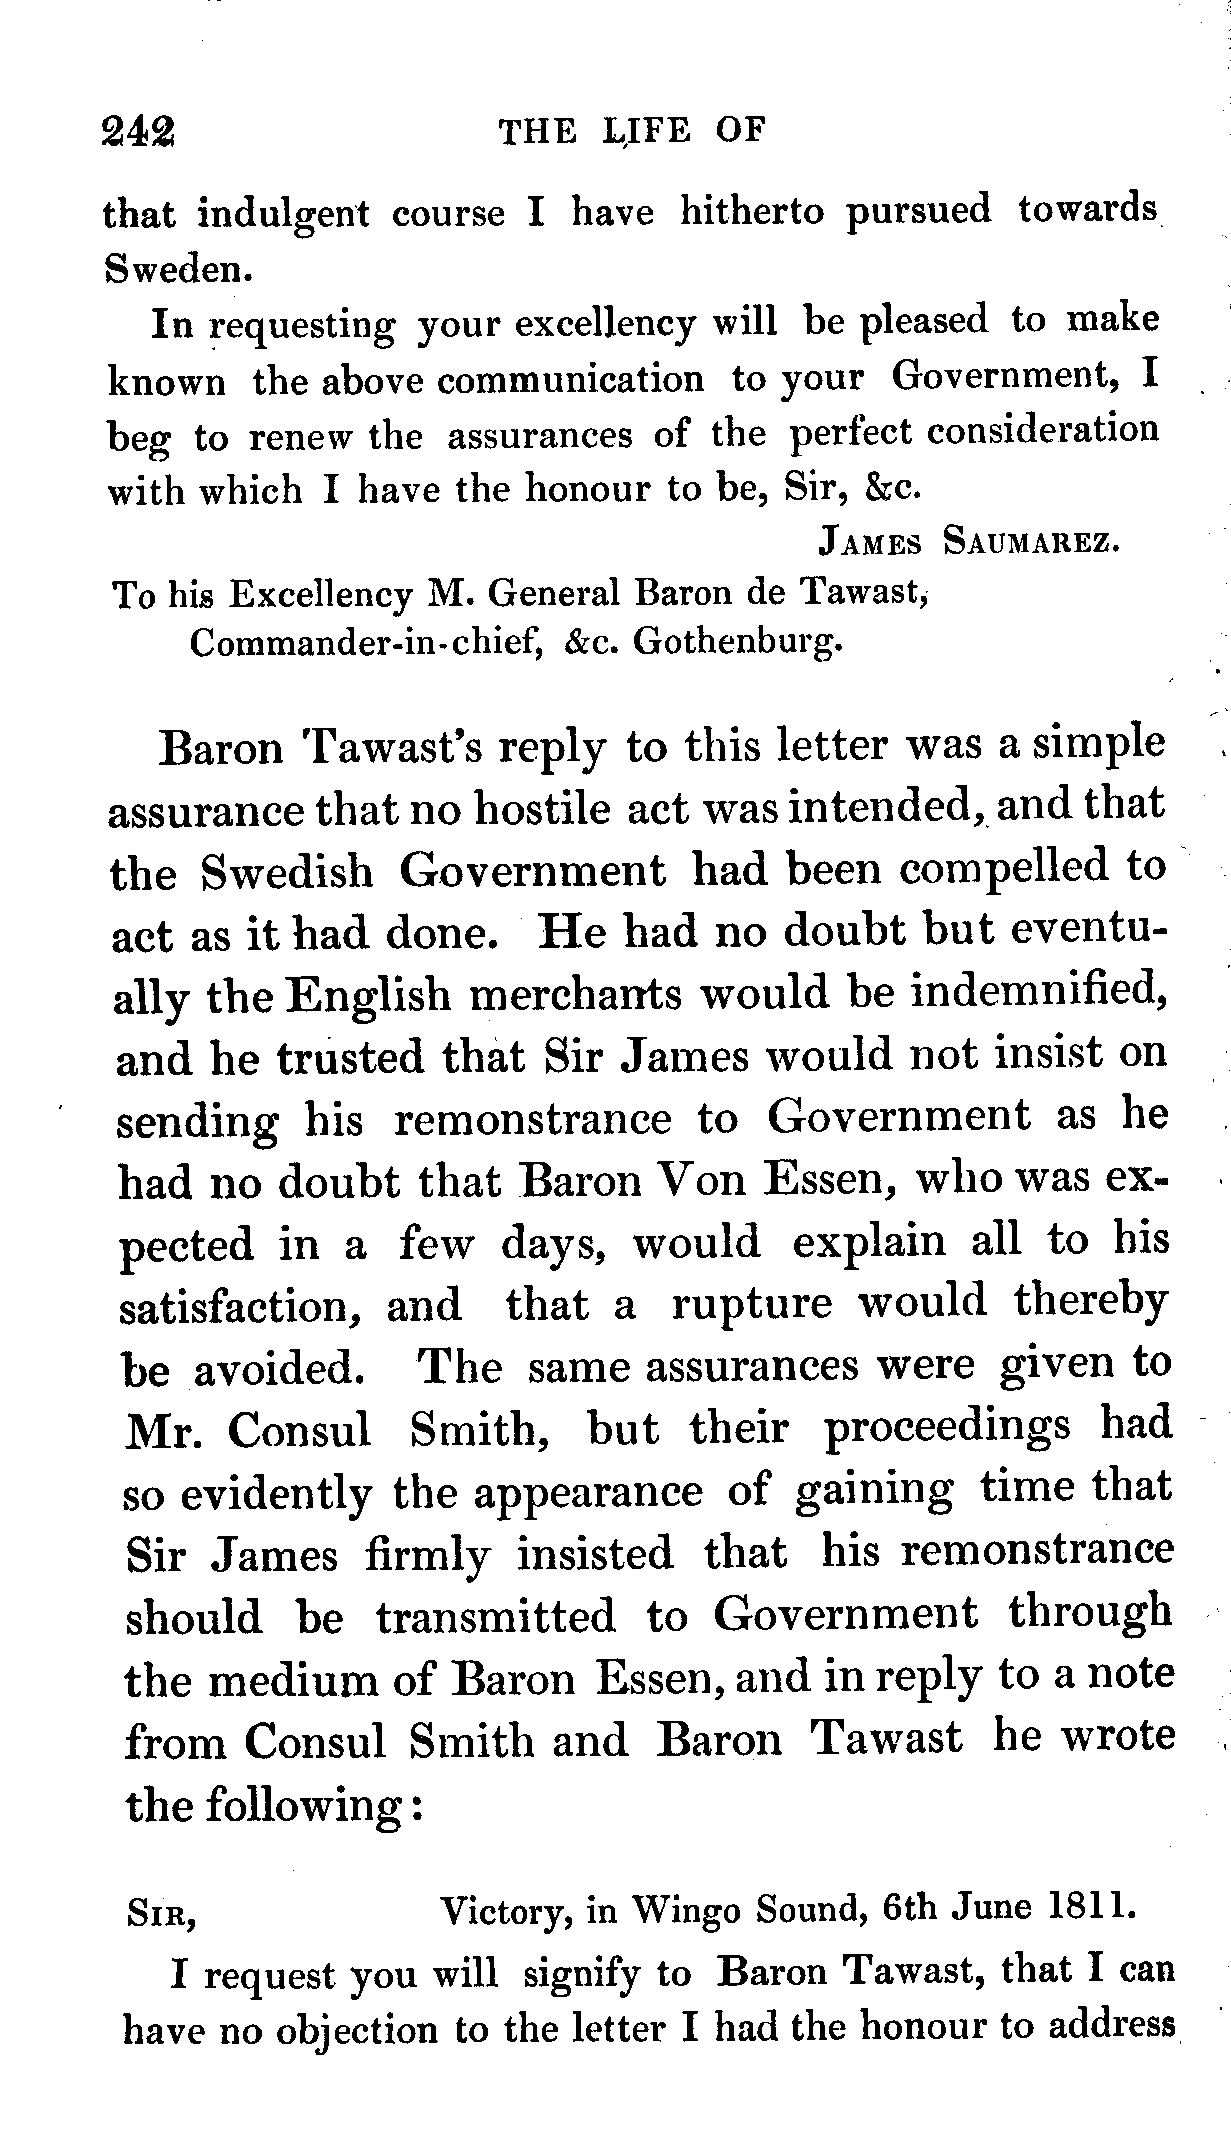 242 THE LIFE OF
that indulgent course I have hitherto pursued towards
Sweden.
In requesting your excellency will be pleased to make
known the above communication to your Government, I
beg to renew the assurances of the perfect consideration
with which I have the honour to be, Sir, &c.
JAMES SAUMAREZ.
To his Excellency M. General Baron de Tawast,
Commander-in-chief, &c. Gothenburg.
Baron Tawast's reply to this letter was a simple
assurance that no hostile act was intended, and that
the Swedish Government had been compelled to
act as it had done. He had no doubt but eventu-
ally the English merchants would be indemnified,
and he trusted that Sir James would not insist on
sending his remonstrance to Government as he
had no doubt that Baron Von Essen, who was ex-
pected in a few days, would explain all to his
satisfaction, and that a rupture would thereby
be avoided. The same assurances were given to
Mr. Consul Smith, but their proceedings had
so evidently the appearance of gaining time that
Sir James firmly insisted that his remonstrance
should be transmitted to Government through
the medium of Baron Essen, and in reply to a note
from Consul Smith and Baron Tawast he wrote
the following:
SIR, Victory, in Wingo Sound, 6th June 1811.
I request you will signify to Baron Tawast, that I can
have no objection to the letter I had the honour to address